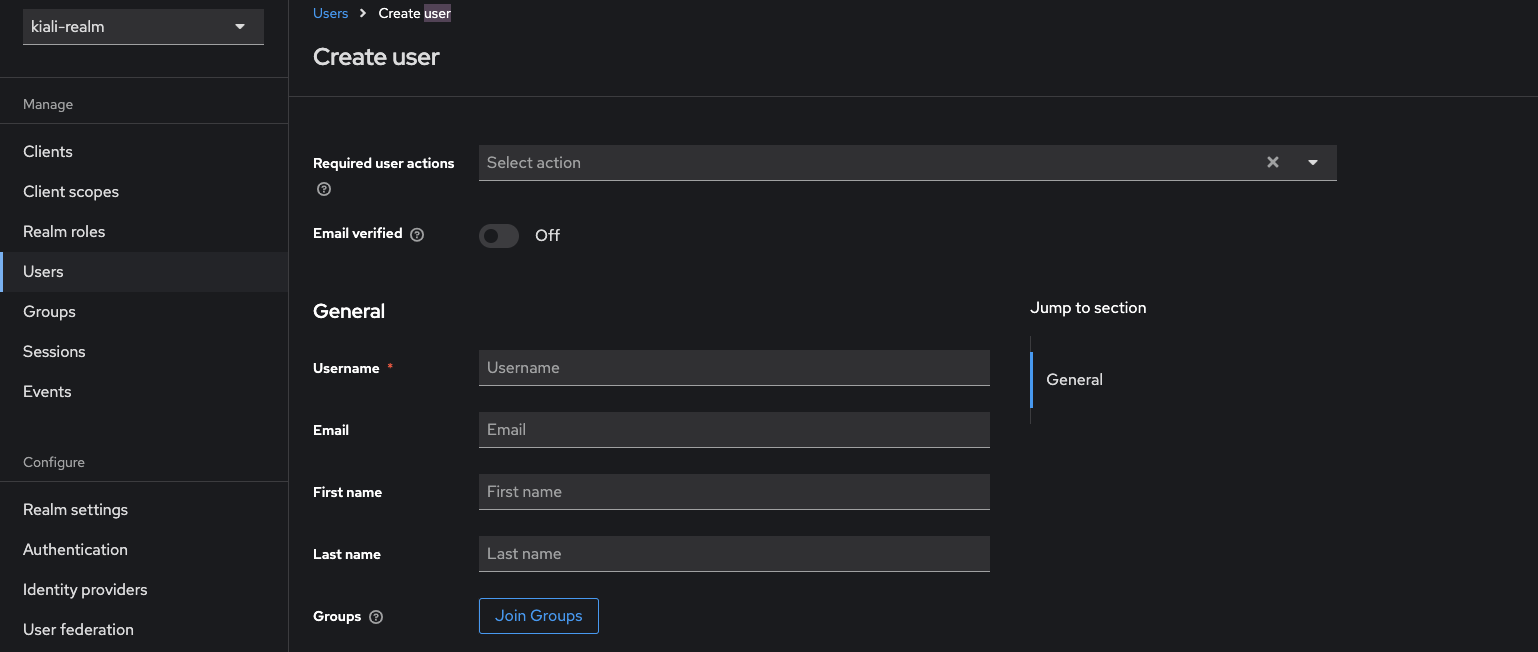 kiali-realm
Manage
Clients
Client scopes
Realm roles
Users
Groups
Sessions
Events
Configure
Realm settings
Authentication
Identity providers
User federation
Users > Create user
Create user
Required user actions
Select action
Email verified
Off
General
Username *
Username
Email
Email
First name
First name
Last name
Last name
Groups
Join Groups
Jump to section
General